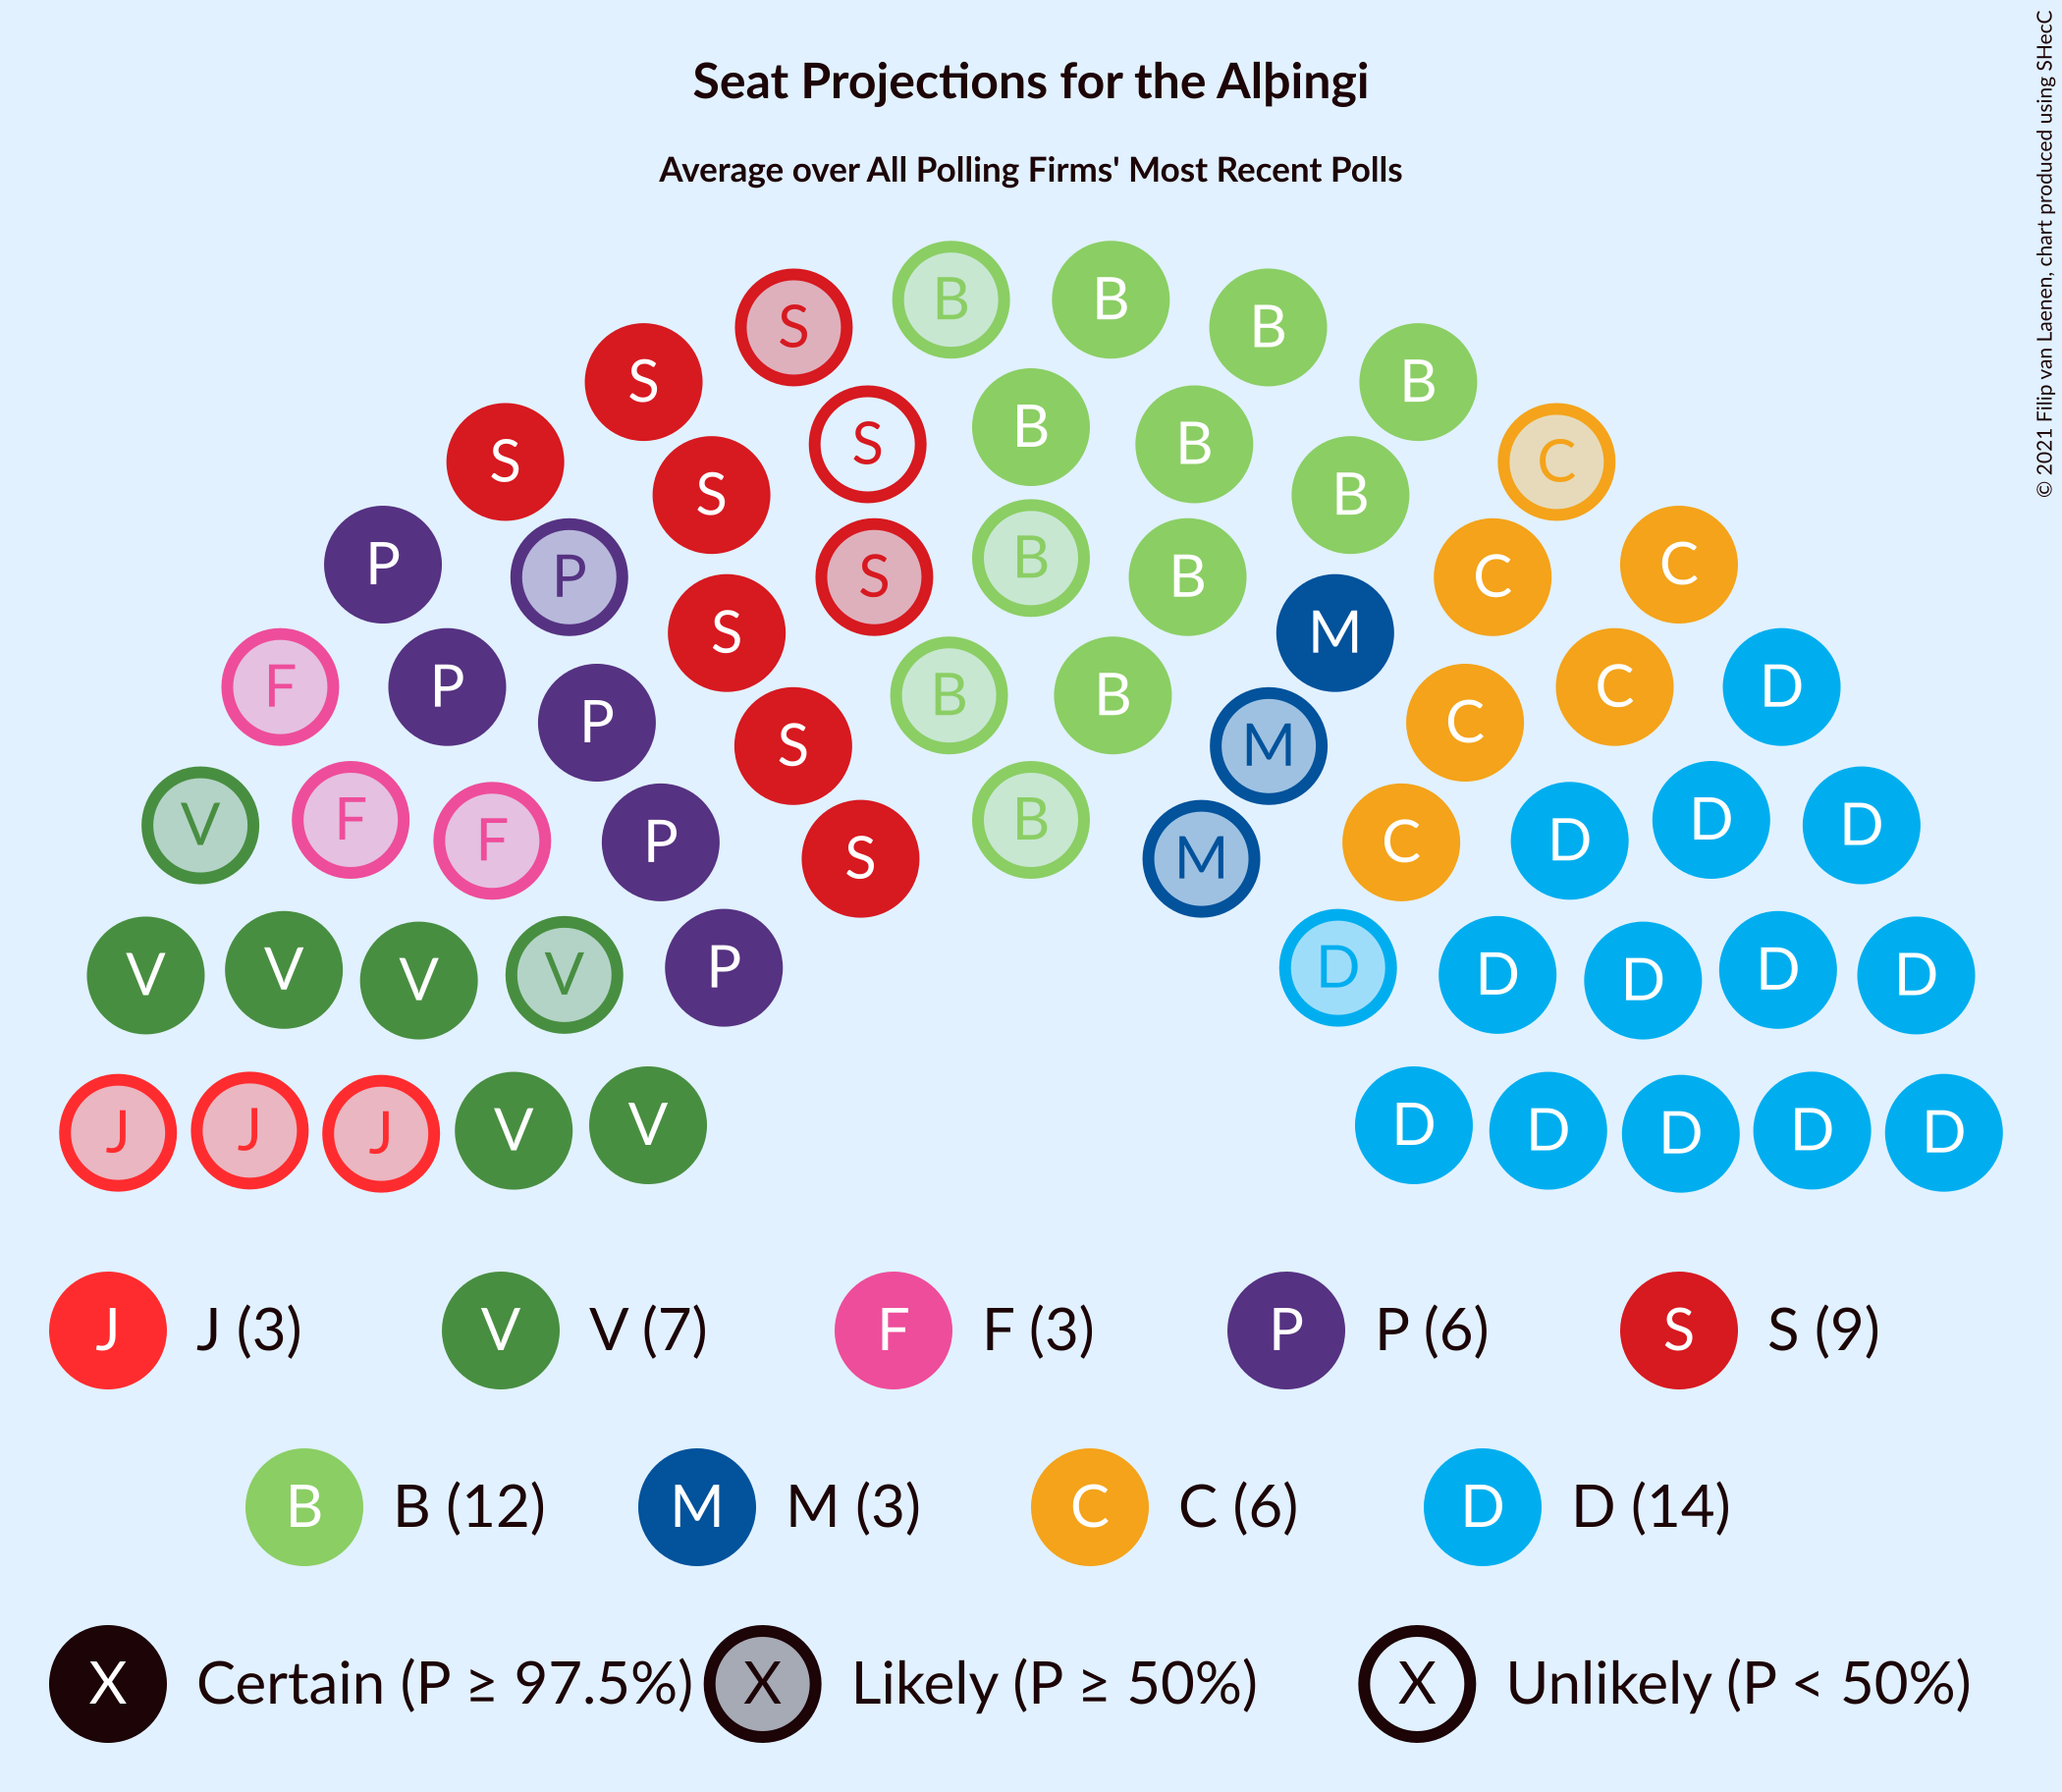 Seat Projections for the Alþingi
Average over All Polling Firms' Most Recent Polls
© 2021 Filip van Laenen, chart produced using SHecC
B B
S B
S B
B
S S B
S C
S B
C
P P S B B C C
M
F P D
P S B B C
S M
V F D D
F P B D C
S M
V V V V P D D D D D
J J J V V D D D D D
J J (3) V V (7) F F (3) P P (6) S S (9)
B B (12) M M (3) C C (6) D D (14)
X Certain (P ≥ 97.5%) X Likely (P ≥ 50%) X Unlikely (P < 50%)